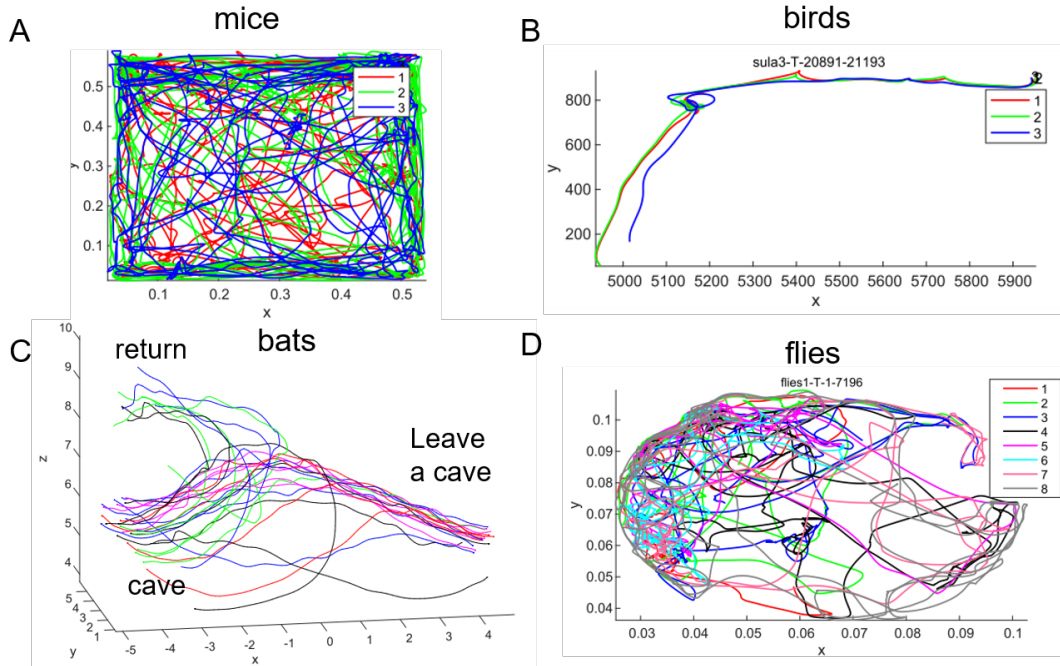 A
mice
0.5
0.4
0.3
0.2
0.1
y
0.1 0.2 0.3 0.4 0.5
x
1
2
3
B
birds
sula3-T-20891-21193
800
600
400
200
y
5000 5100 5200 5300 5400 5500 5600 5700 5800 5900
x
1
2
3
C
bats
return
Leave
a cave
cave
10
9
8
7
6
5
4
z
5
4
3
2
1
y
-5 -4 -3 -2 -1 0 1 2 3 4
x
D
flies
flies1-T-1-7196
0.1
0.09
0.08
0.07
0.06
0.05
0.04
y
0.03 0.04 0.05 0.06 0.07 0.08 0.09 0.1
x
1
2
3
4
5
6
7
8